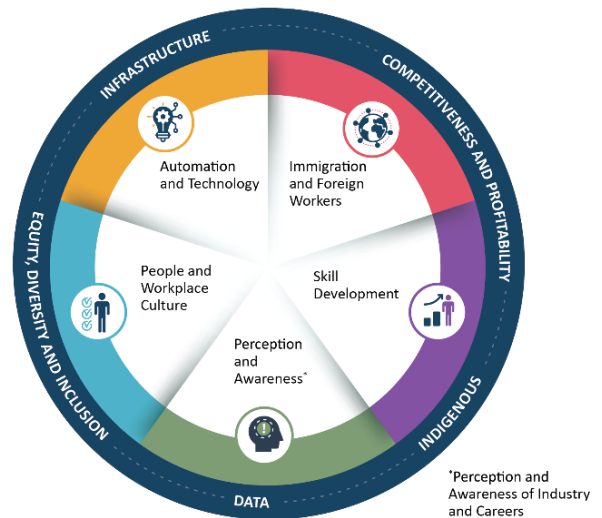 INFRASTRUCTURE
COMPETITIVENESS AND PROFITABILITY
Automation
and Technology
Immigration
and Foreign
Workers
EQUITY, DIVERSITY AND INCLUSION
People and
Workplace
Culture
Skill
Development
Perception
and
Awareness*
INDIGENOUS
DATA
*Perception and
Awareness of Industry
and Careers